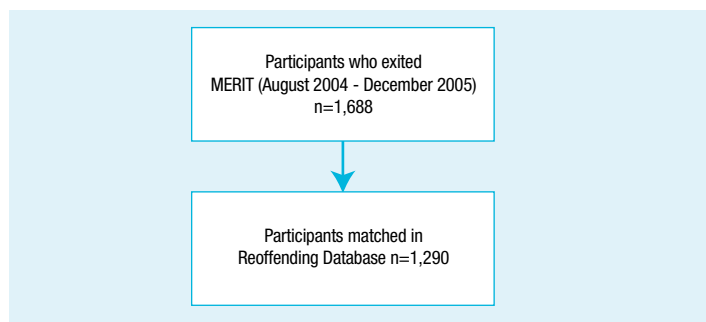 Participants who exited
MERIT (August 2004 - December 2005)
n=1,688
Participants matched in
Reoffending Database n=1,290